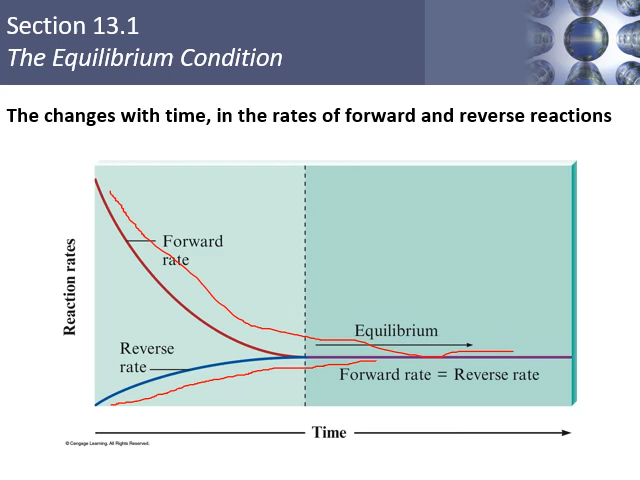 Section 13.1
The Equilibrium Condition
The changes with time, in the rates of forward and reverse reactions
Reaction rates
Forward
rate
Equilibrium
Reverse
rate
Forward rate = Reverse rate
Time
© Cengage Learning. All Rights Reserved.